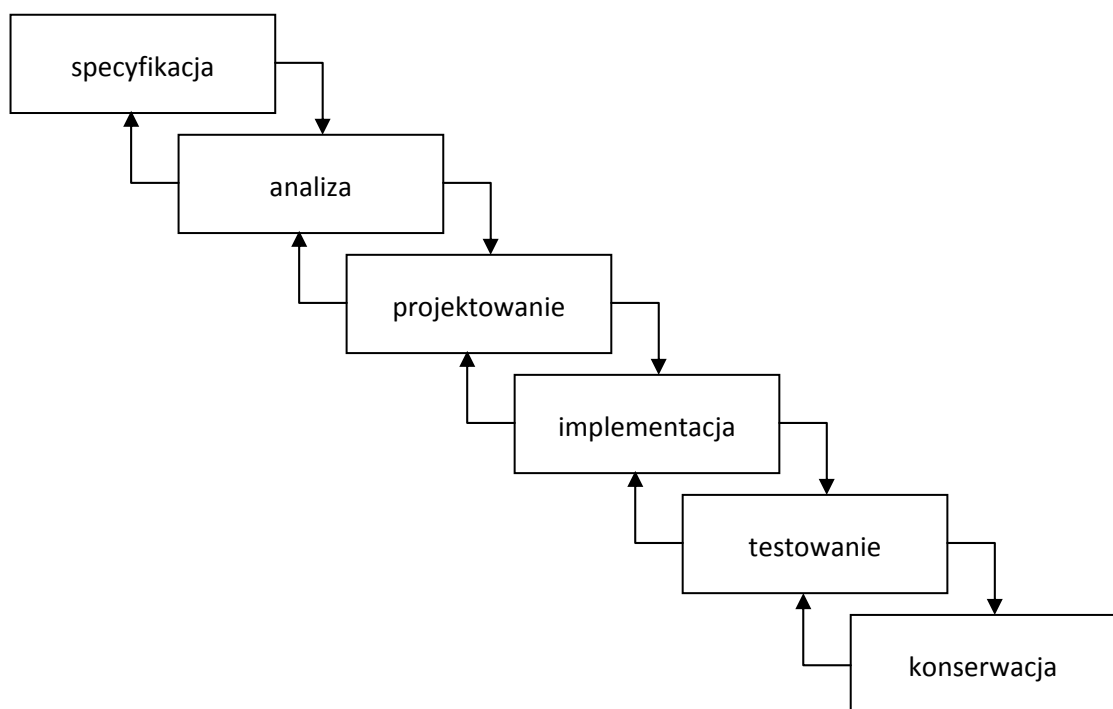 specyfikacja
analiza
projektowanie
implementacja
testowanie
konserwacja